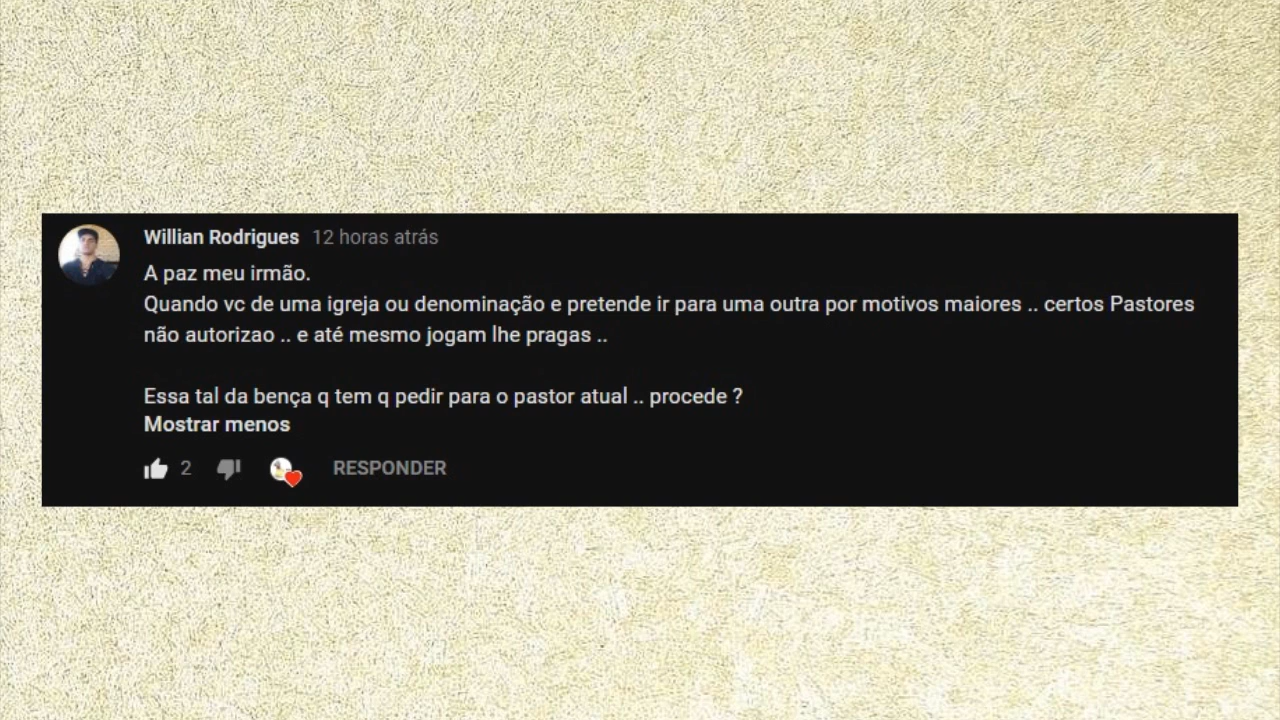 Willian Rodrigues 12 horas atrás
A paz meu irmão.
Quando vc de uma igreja ou denominação e pretende ir para uma outra por motivos maiores .. certos Pastores
não autorizao .. e até mesmo jogam lhe pragas ..
Essa tal da bença q tem q pedir para o pastor atual .. procede ?
Mostrar menos
2 RESPONDER